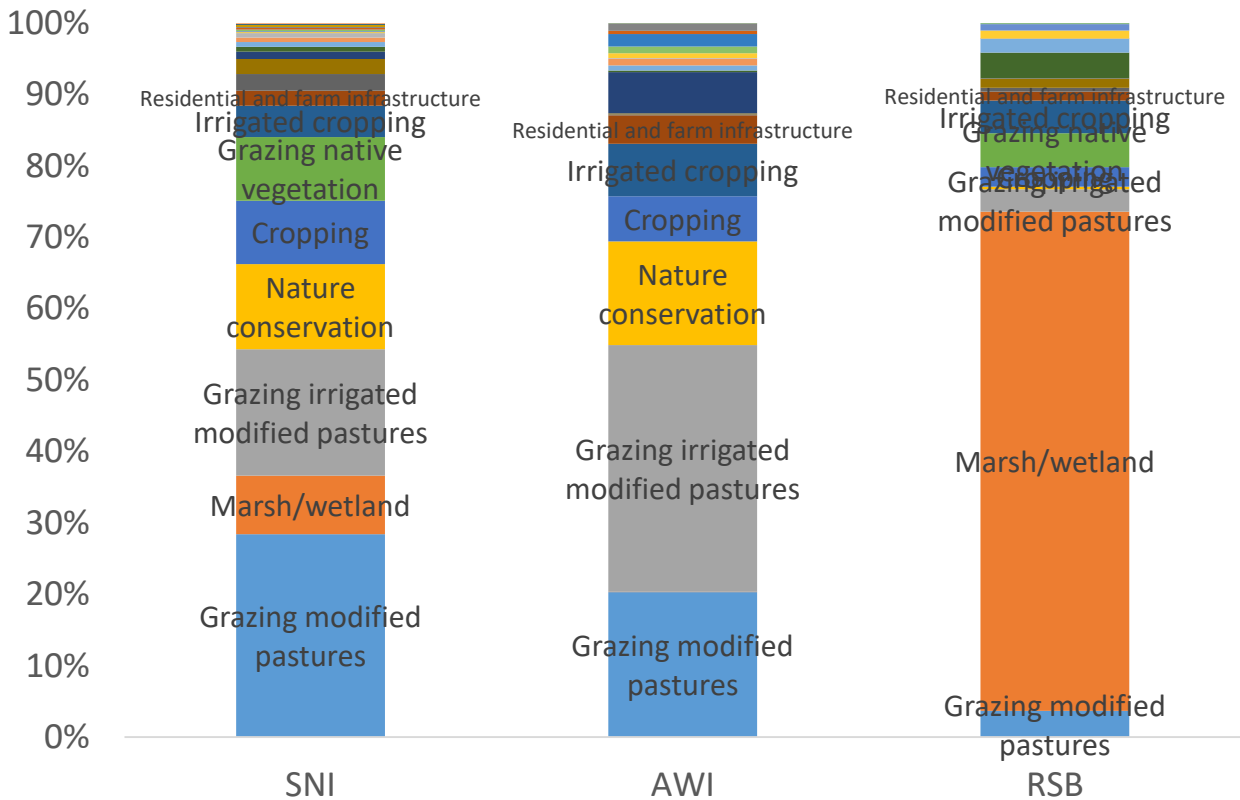 100%
90%
80%
70%
60%
50%
40%
30%
20%
10%
0%
Residential and farm infrastructure
Irrigated cropping
Grazing native
vegetation
Cropping
Nature
conservation
Grazing irrigated
modified pastures
Marsh/wetland
Grazing modified
pastures
Residential and farm infrastructure
Irrigated cropping
Cropping
Nature
conservation
Grazing irrigated
modified pastures
Grazing modified
pastures
Residential and farm infrastructure
Irrigated cropping
Grazing native
vegetation
Cropping
Grazing irrigated
modified pastures
Marsh/wetland
Grazing modified
pastures
SNI
AWI
RSB